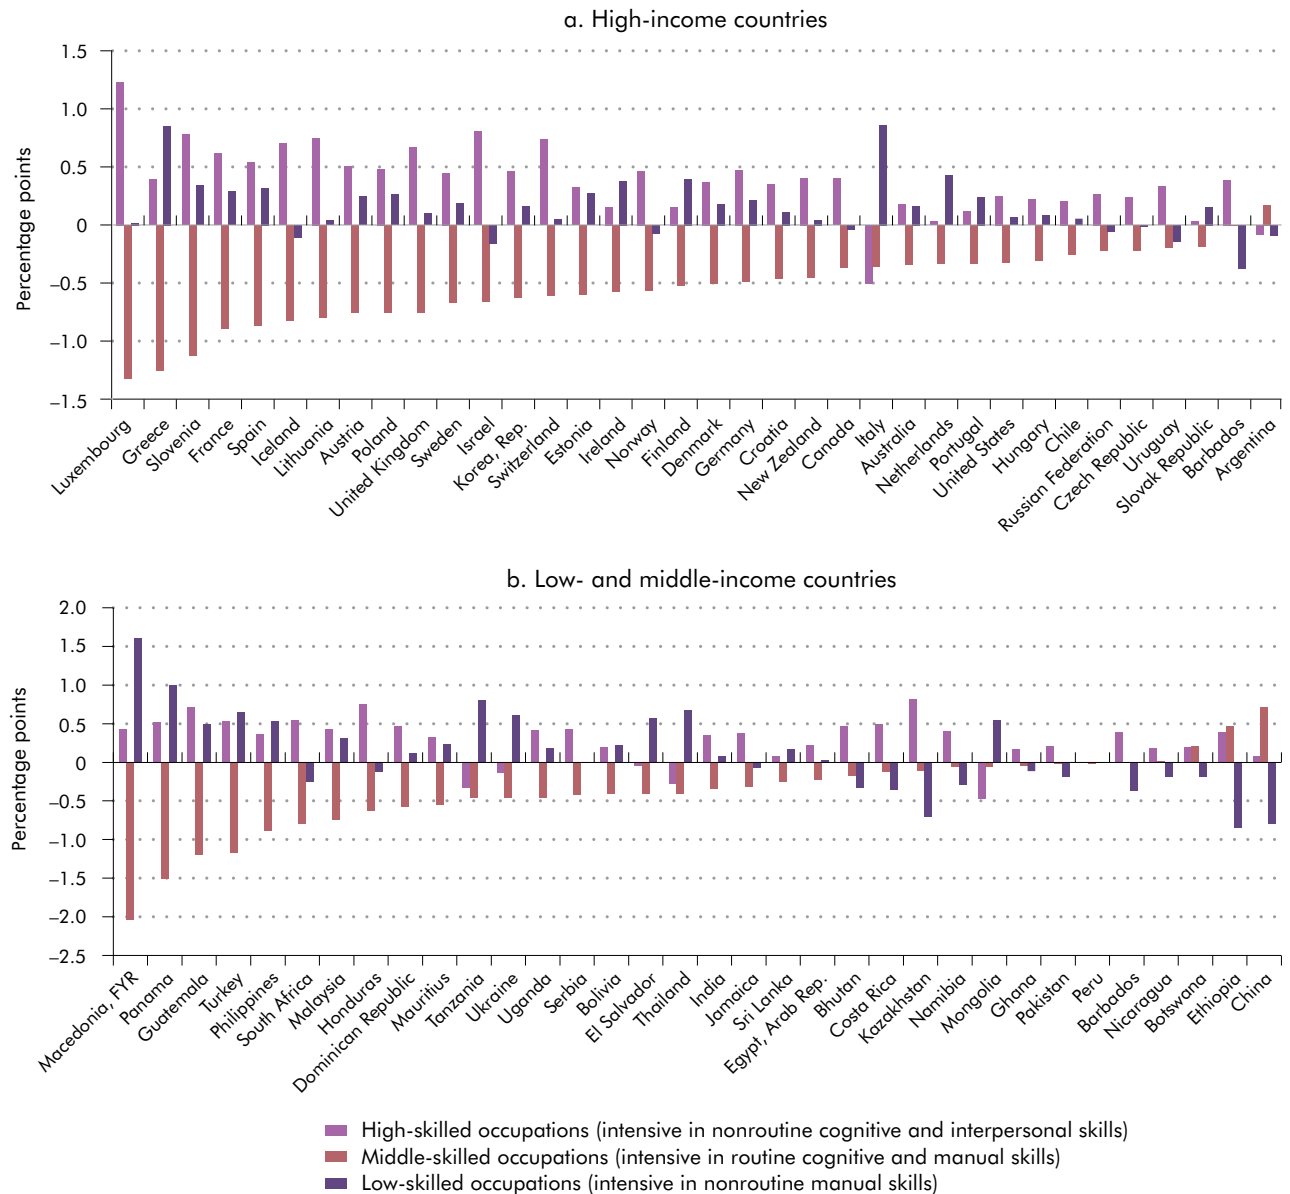 a. High-income countries
Percentage points
1.5
1.0
0.5
0
−0.5
−1.0
−1.5
Luxembourg
Greece
Slovenia
France
Spain
Iceland
Lithuania
Austria
Poland
United Kingdom
Sweden
Israel
Korea, Rep.
Switzerland
Estonia
Ireland
Norway
Finland
Denmark
Germany
Croatia
New Zealand
Canada
Italy
Australia
Netherlands
Portugal
United States
Hungary
Chile
Russian Federation
Czech Republic
Uruguay
Slovak Republic
Barbados
Argentina
b. Low- and middle-income countries
Percentage points
2.0
1.5
1.0
0.5
0
−0.5
−1.0
−1.5
−2.0
−2.5
Macedonia, FYR
Panama
Guatemala
Turkey
Philippines
South Africa
Malaysia
Honduras
Dominican Republic
Mauritius
Tanzania
Ukraine
Uganda
Serbia
Bolivia
El Salvador
Thailand
India
Jamaica
Sri Lanka
Egypt, Arab Rep.
Bhutan
Costa Rica
Kazakhstan
Namibia
Mongolia
Ghana
Pakistan
Peru
Barbados
Nicaragua
Botswana
Ethiopia
China
High-skilled occupations (intensive in nonroutine cognitive and interpersonal skills)
Middle-skilled occupations (intensive in routine cognitive and manual skills)
Low-skilled occupations (intensive in nonroutine manual skills)